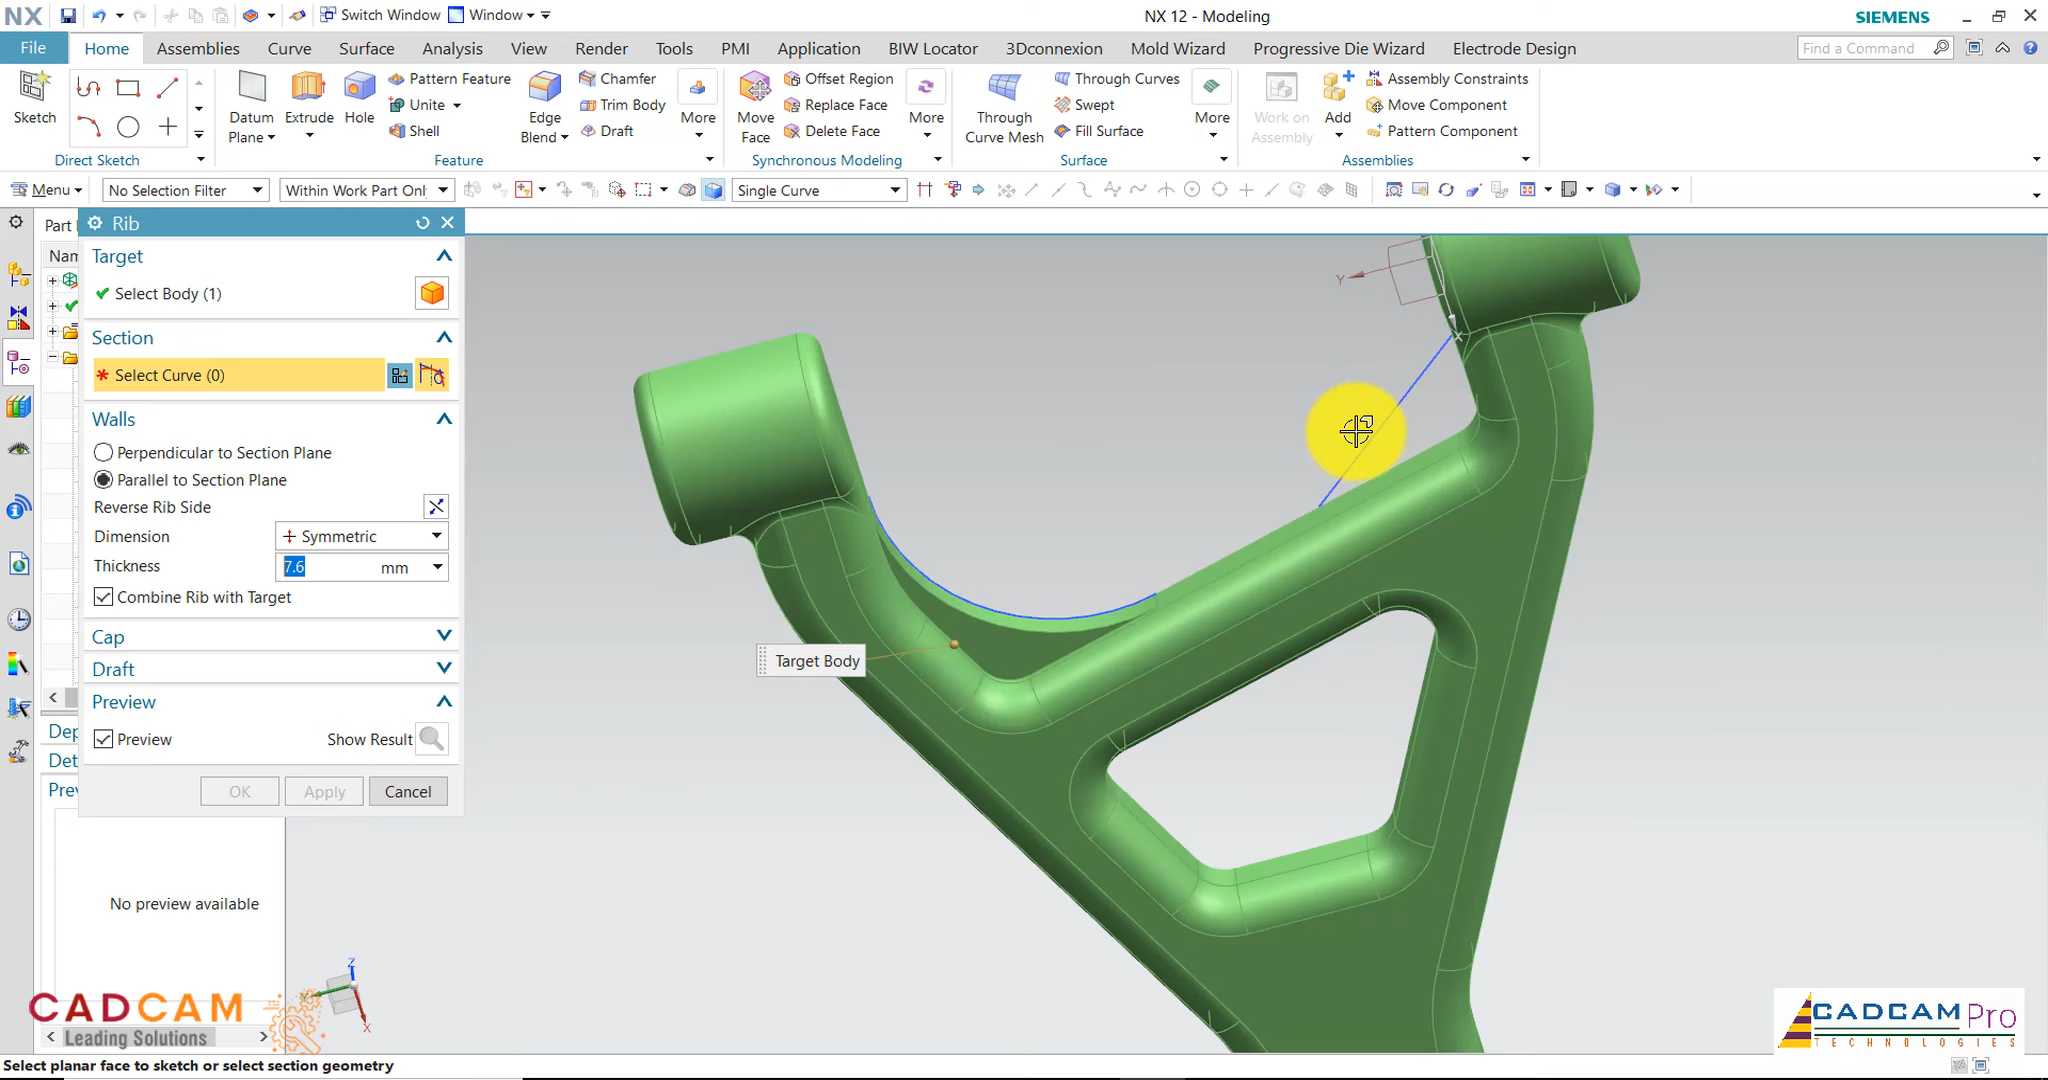 NX
Switch Window
Window
NX 12 - Modeling
SIEMENS
File
Home
Assemblies
Curve
Surface
Analysis
View
Render
Tools
PMI
Application
BIW Locator
3Dconnexion
Mold Wizard
Progressive Die Wizard
Electrode Design
Find a Command
Sketch
Datum Plane
Extrude
Hole
Pattern Feature
Unite
Shell
Edge Blend
Chamfer
Trim Body
Draft
More
Move Face
Offset Region
Replace Face
Delete Face
More
Through Curve Mesh
Through Curves
Swept
Fill Surface
More
Work on Assembly
Add
Assembly Constraints
Move Component
Pattern Component
Direct Sketch
Feature
Synchronous Modeling
Surface
Assemblies
Menu
No Selection Filter
Within Work Part Onl
Single Curve
Part
Nam
Rib
Target
Select Body (1)
Section
* Select Curve (0)
Walls
Perpendicular to Section Plane
Parallel to Section Plane
Reverse Rib Side
Dimension
Symmetric
Thickness
7.6
mm
Combine Rib with Target
Cap
Draft
Preview
Preview
Show Result
OK
Apply
Cancel
Dep
Det
Prev
No preview available
Target Body
Y
X
Z
Y
X
CADCAM
Leading Solutions
CADCAM Pro
TECHNOLOGIES
Select planar face to sketch or select section geometry